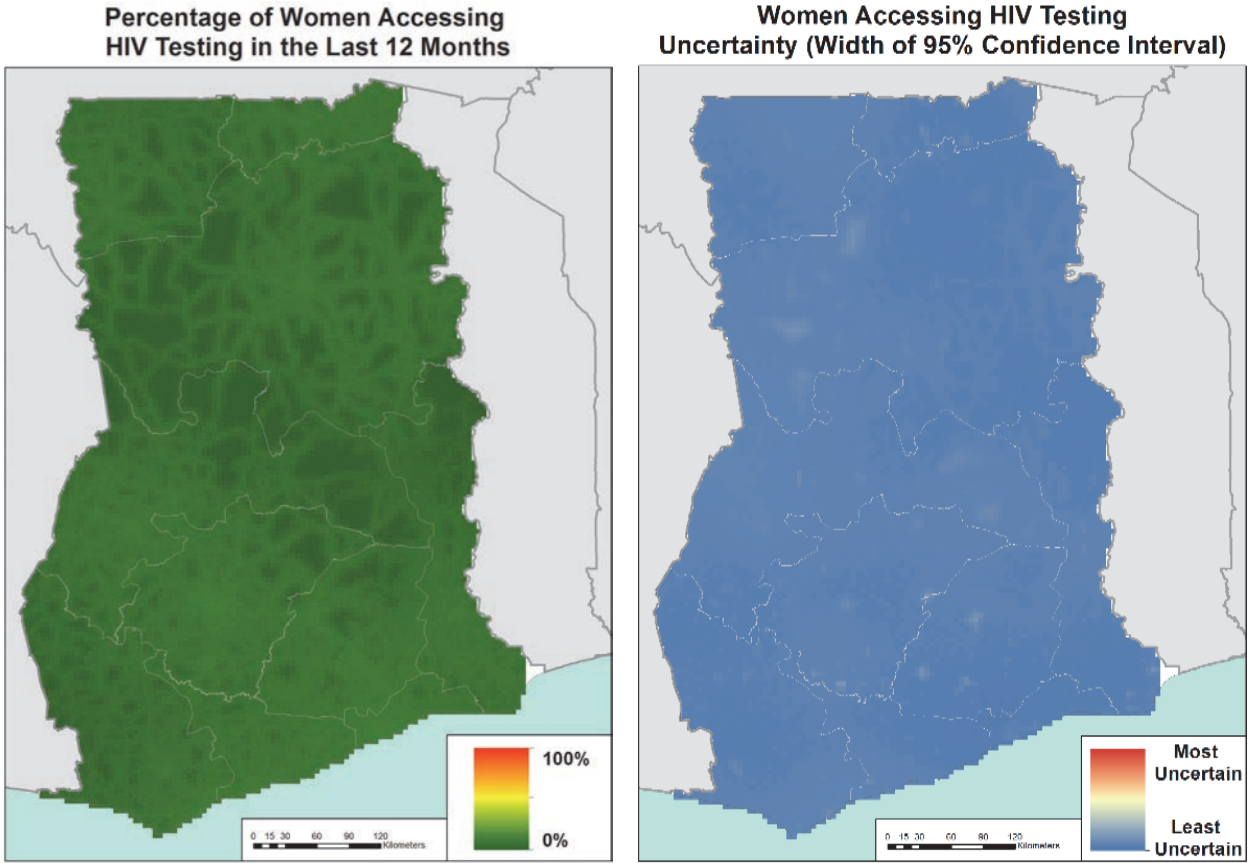 Percentage of Women Accessing
HIV Testing in the Last 12 Months
100%
0%
0 15 30 60 90 120
Kilometers
Women Accessing HIV Testing
Uncertainty (Width of 95% Confidence Interval)
Most
Uncertain
Least
Uncertain
0 15 30 60 90 120
Kilometers